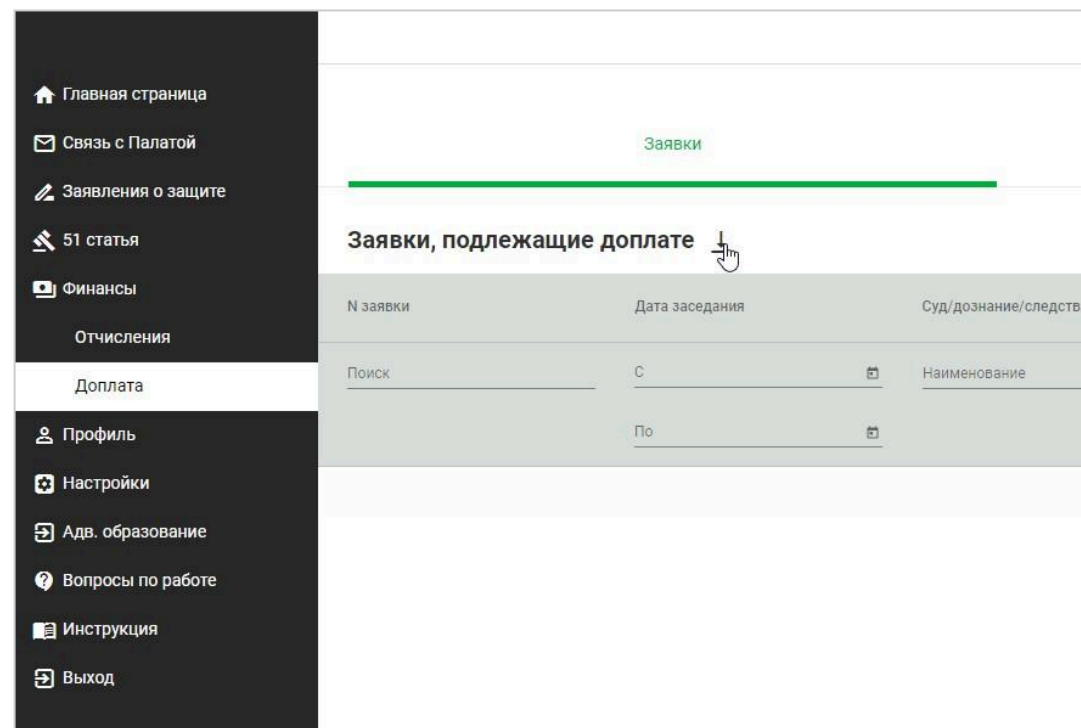 Главная страница
Связь с Палатой
Заявления о защите
51 статья
Финансы
Отчисления
Доплата
Профиль
Настройки
Адв. образование
Вопросы по работе
Инструкция
Выход
Заявки
Заявки, подлежащие доплате
N заявки Дата заседания Суд/дознание/следств
Поиск С Наименование
По